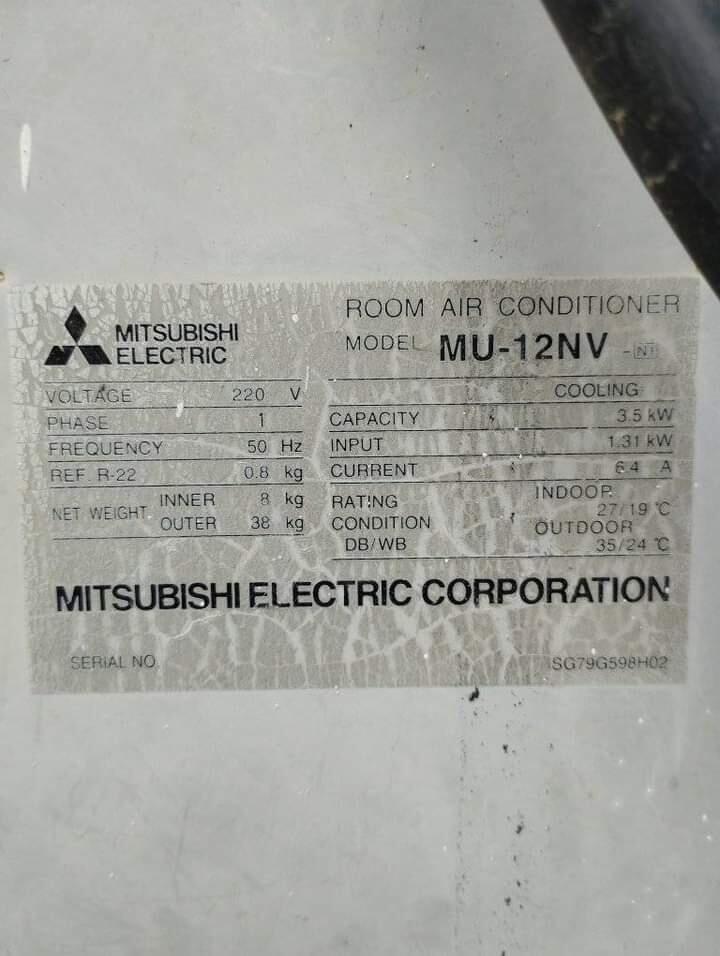 MITSUBISHI
ELECTRIC
ROOM AIR CONDITIONER
MODEL MU-12NV - N1
VOLTAGE 220 V
PHASE 1
FREQUENCY 50 Hz
REF. R-22 0.8 kg
NET WEIGHT INNER 8 kg
OUTER 38 kg
COOLING
CAPACITY 3.5 kW
INPUT 1.31 kW
CURRENT 6.4 A
RATING INDOOR
27/19 °C
CONDITION OUTDOOR
DB/WB 35/24 °C
MITSUBISHI ELECTRIC CORPORATION
SERIAL NO. SG79G598H02